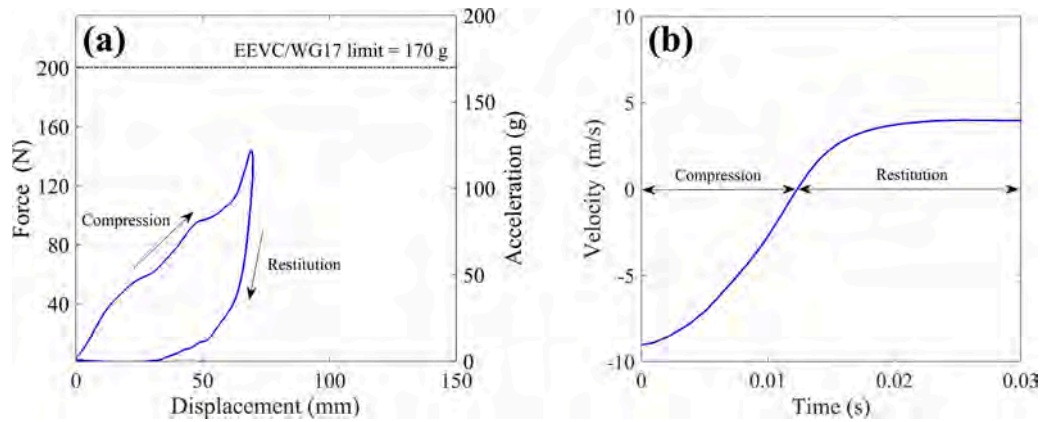 (a)
EEVC/WG17 limit = 170 g
Force (N)
200
160
120
80
40
Compression
Restitution
200
150
100
50
0
Acceleration (g)
0
50
100
150
Displacement (mm)
(b)
Velocity (m/s)
10
5
0
-5
-10
Compression
Restitution
0
0.01
0.02
0.03
Time (s)